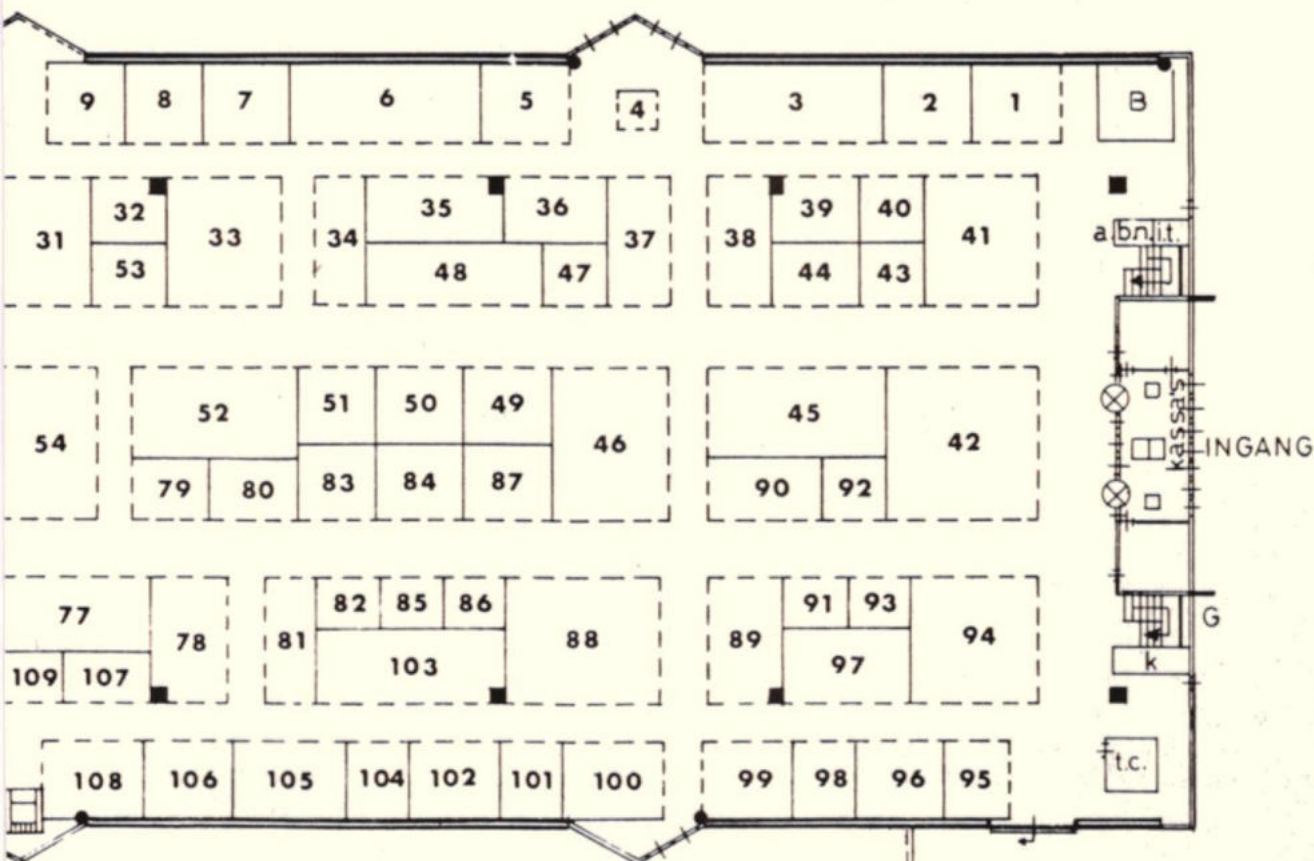 9 8 7 6 5 4 3 2 1 B
32 35 36 39 40
31 33 34 37 38 41 a.b.n.i.t.
53 48 47 44 43
51 50 49
52 45
54 46 42 kassa's INGANG
79 80 83 84 87 90 92
82 85 86 91 93
77 G
78 81 88 89 94
109 107 103 97 k
108 106 105 104 102 101 100 99 98 96 95 t.c.